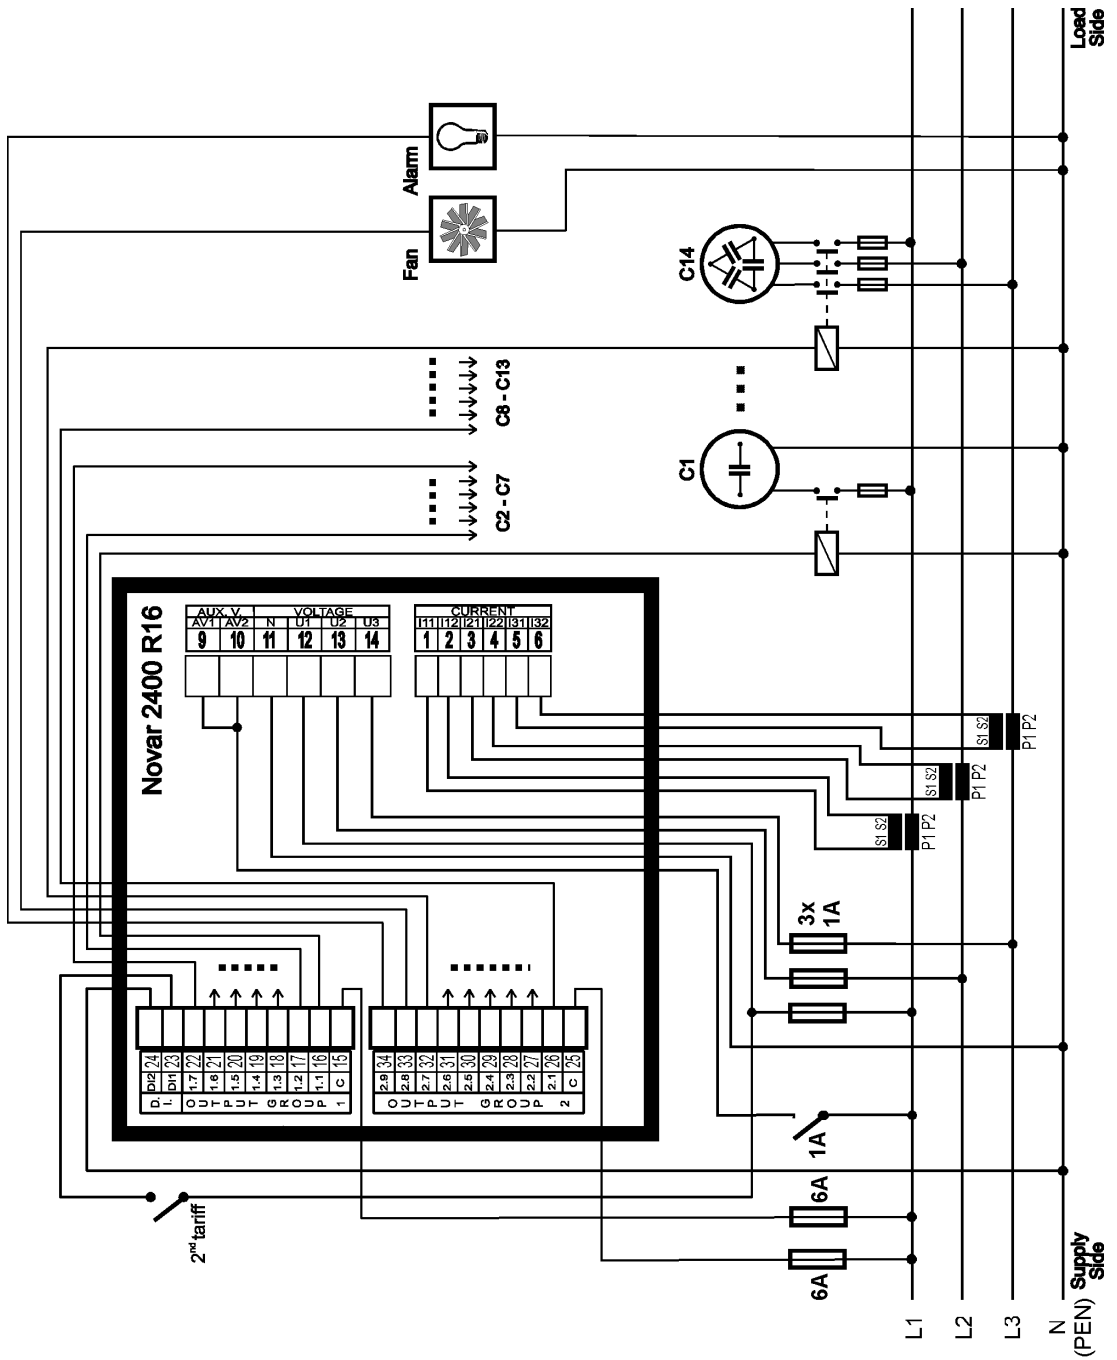 Load
Side
Alarm
Fan
C14
C8 - C13
C1
C2 - C7
Novar 2400 R16
AUX. V. VOLTAGE
AV1 AV2 N U1 U2 U3
9 10 11 12 13 14
CURRENT
I11 I12 I21 I22 I31 I32
1 2 3 4 5 6
S1 S2
P1 P2
S1 S2
P1 P2
S1 S2
P1 P2
3x
1A
24 23 22 21 20 19 18 17 16 15
DI2 DI1 1.7 1.6 1.5 1.4 1.3 1.2 1.1 C
D. I. OUTPUT GROUP 1
34 33 32 31 30 29 28 27 26 25
2.9 2.8 2.7 2.6 2.5 2.4 2.3 2.2 2.1 C
OUTPUT GROUP 2
1A
2nd tariff
6A
6A
L1
L2
L3
N
(PEN)
Supply
Side